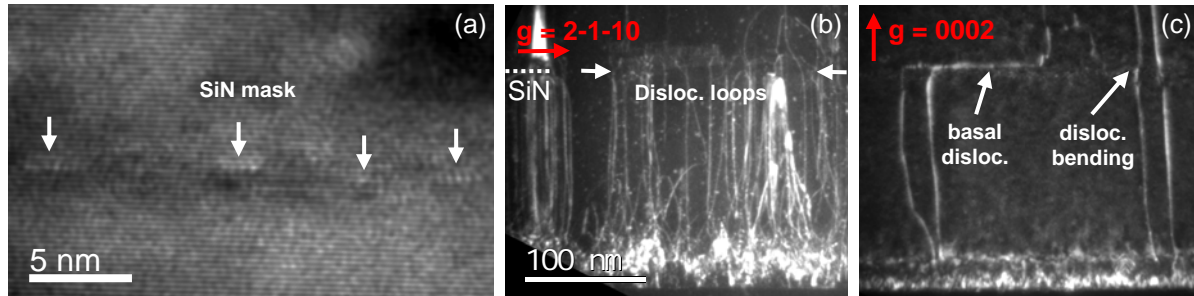 (a)
SiN mask
5 nm
g = 2-1-10
(b)
SiN
Disloc. loops
100 nm
g = 0002
(c)
basal
disloc.
disloc.
bending